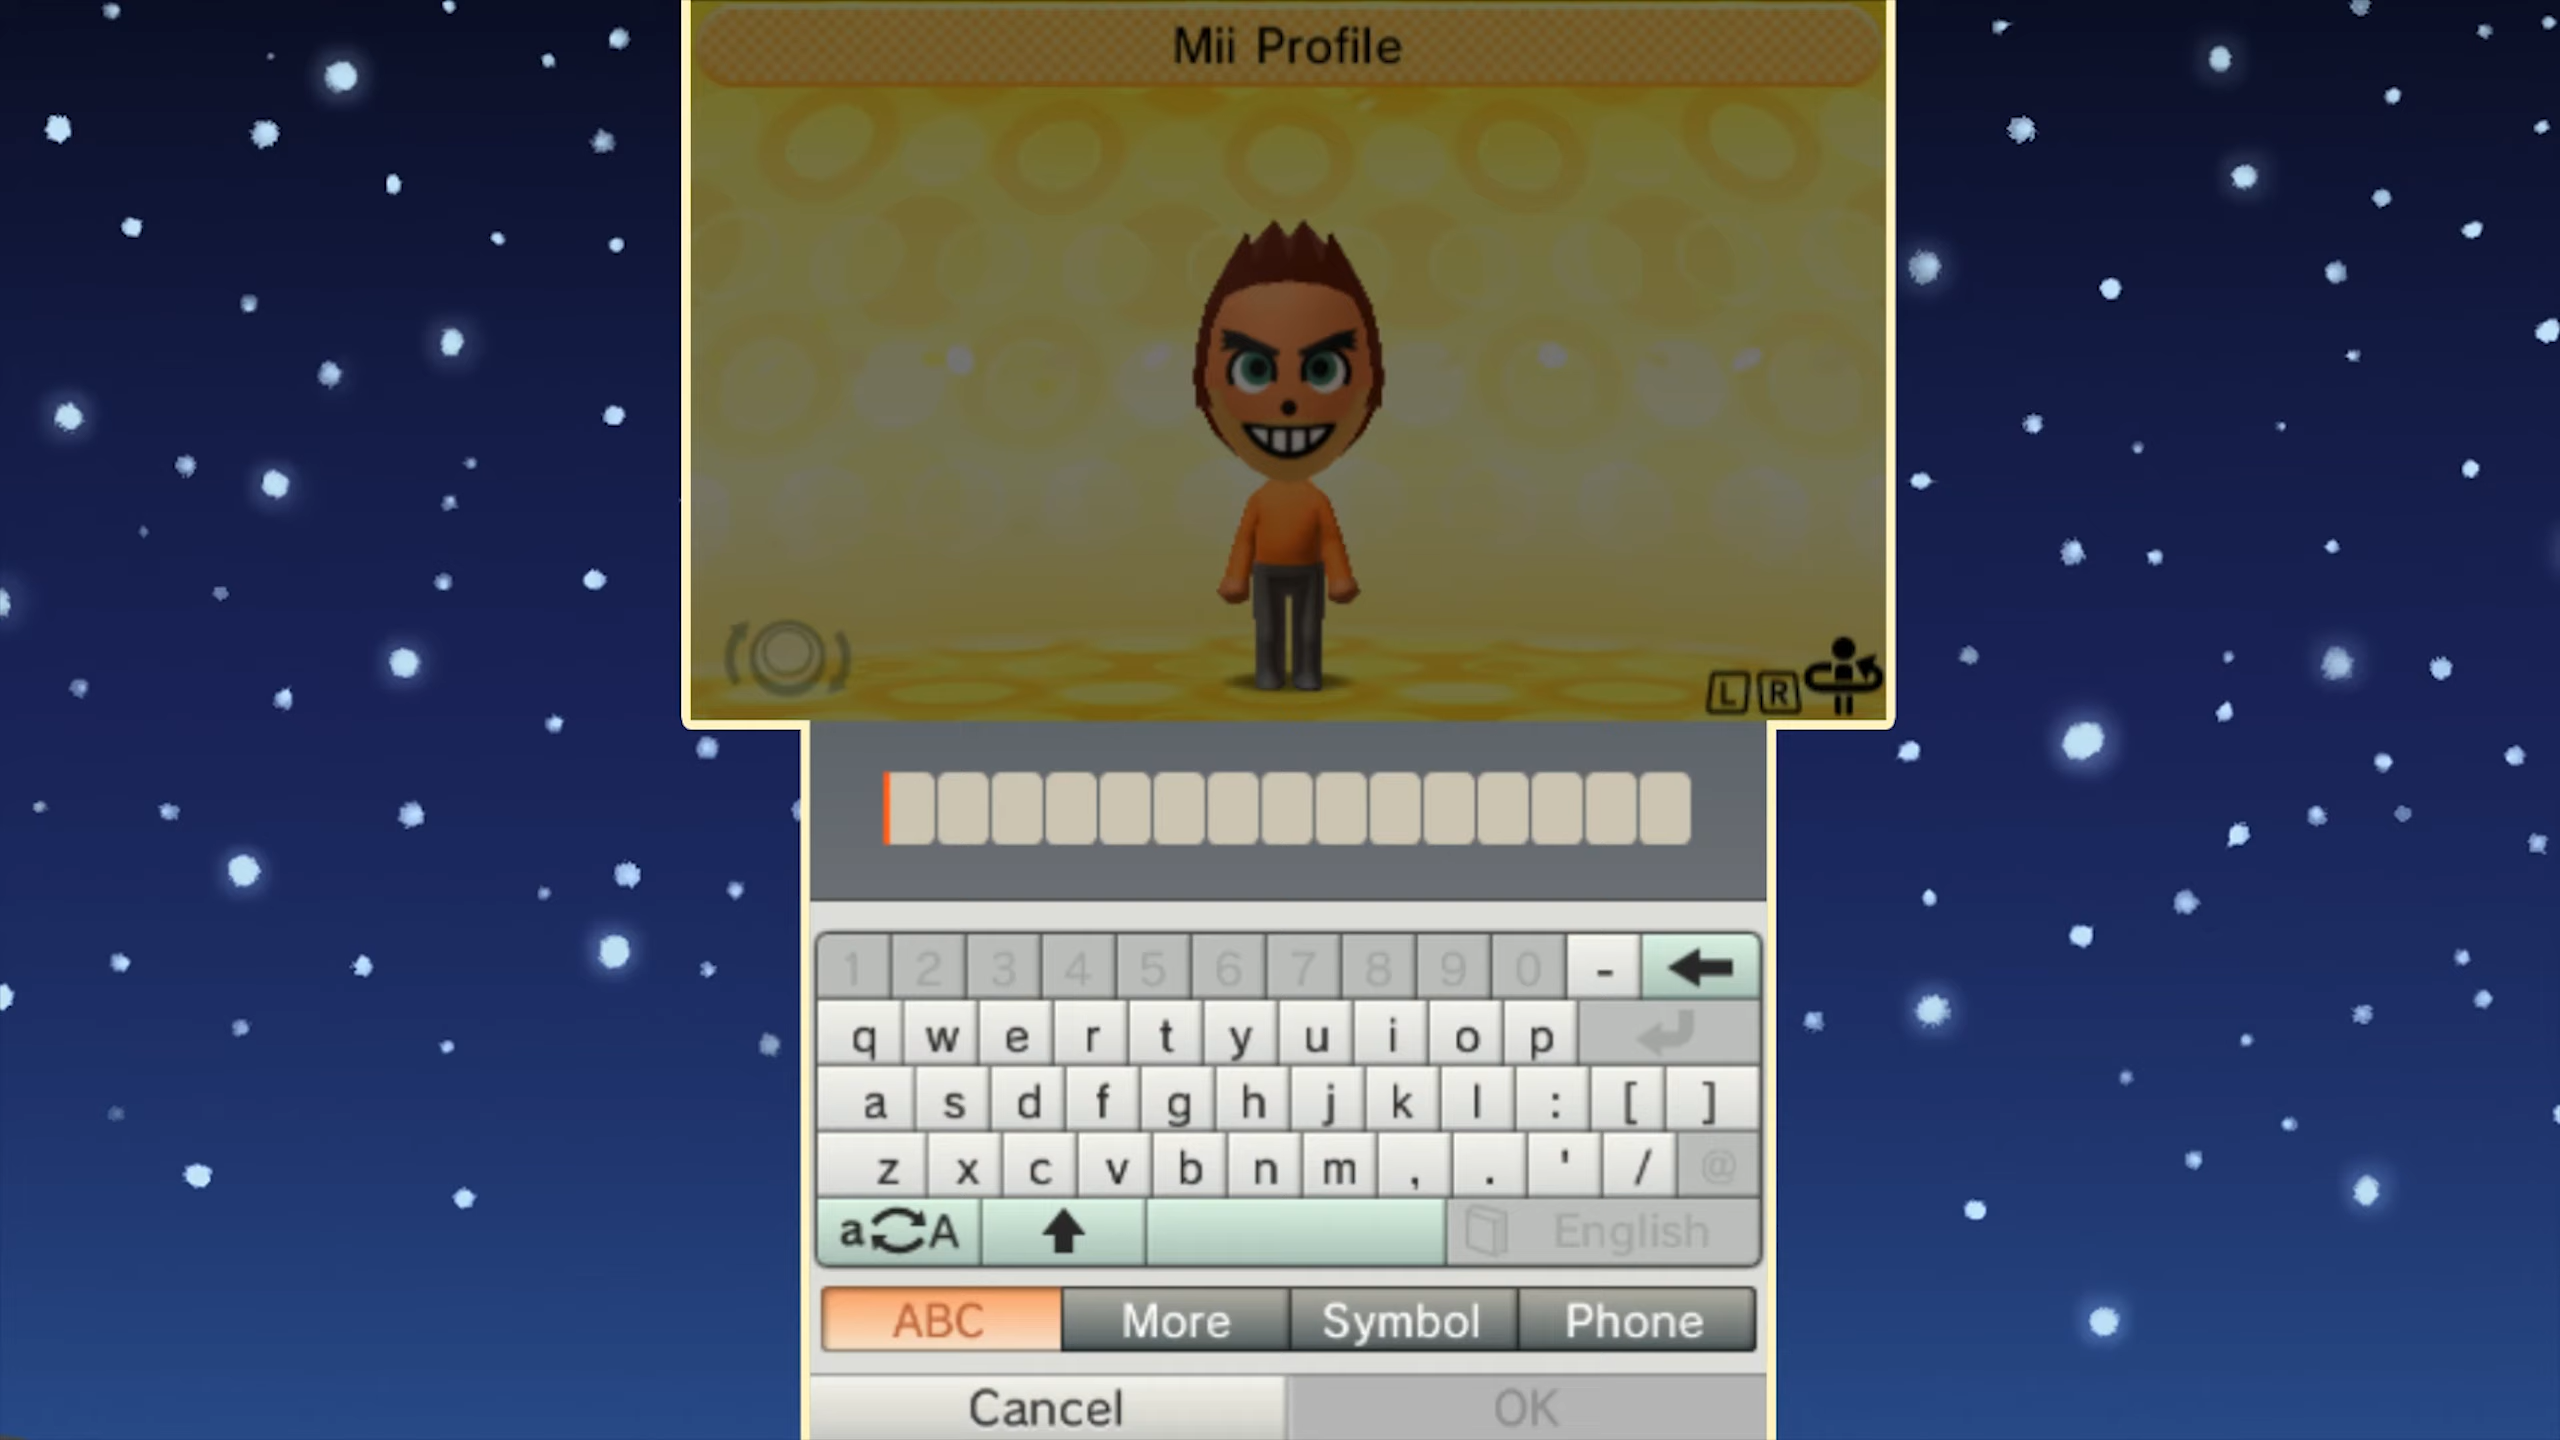 Mii Profile
L R
1 2 3 4 5 6 7 8 9 0 -
q w e r t y u i o p
a s d f g h j k l : [ ]
z x c v b n m , . ' / @
a A English
ABC More Symbol Phone
Cancel OK